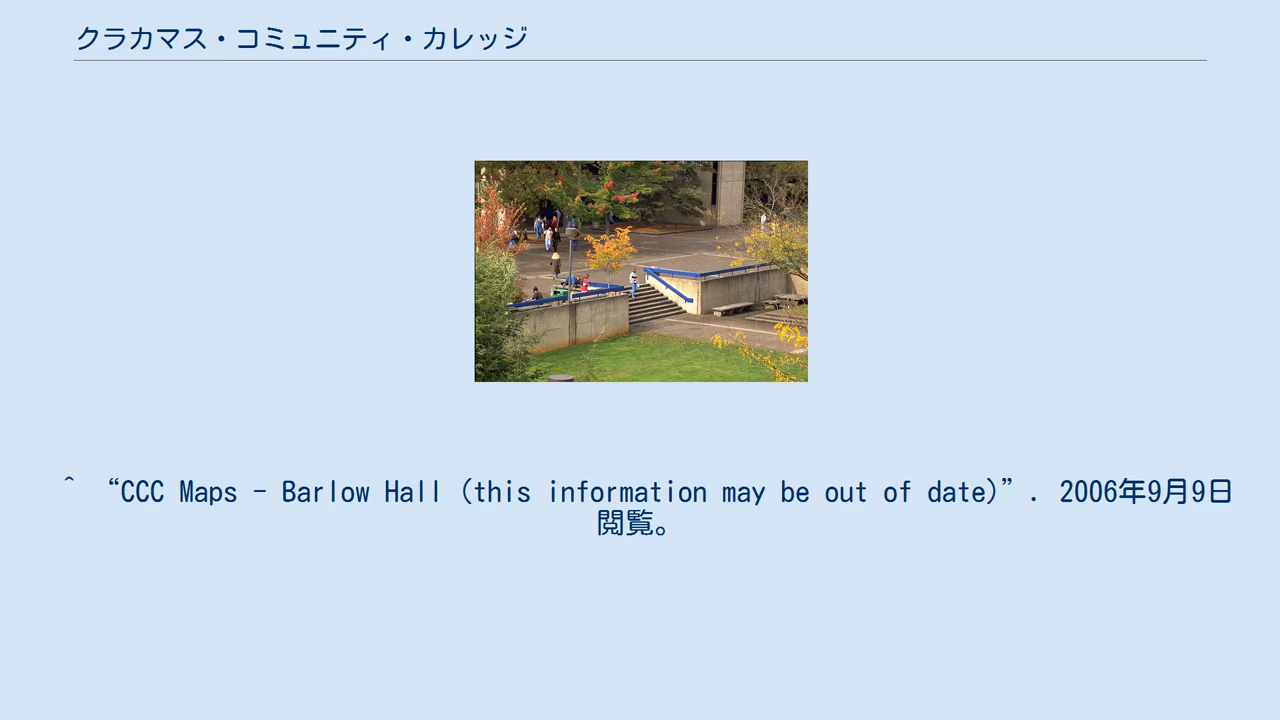 クラカマス・コミュニティ・カレッジ
^ “CCC Maps - Barlow Hall (this information may be out of date)”. 2006年9月9日
閲覧。